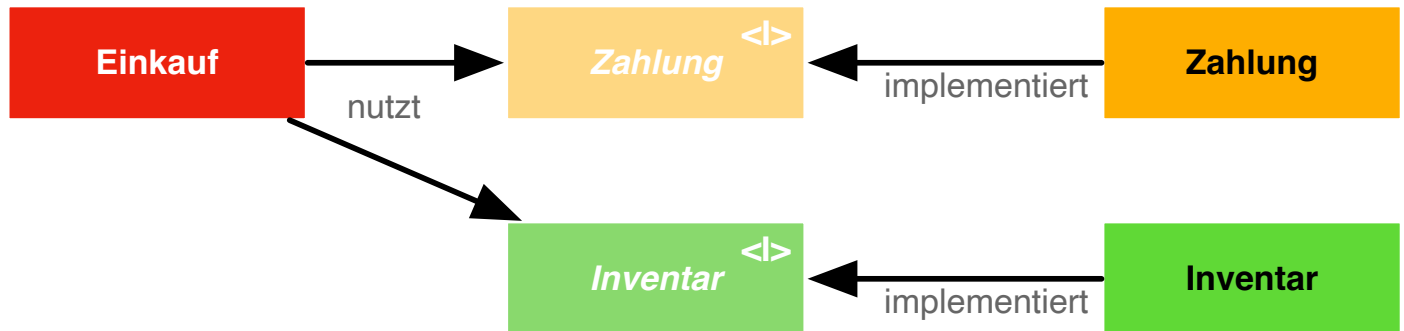 Einkauf
nutzt
<I>
Zahlung
implementiert
Zahlung
<I>
Inventar
implementiert
Inventar